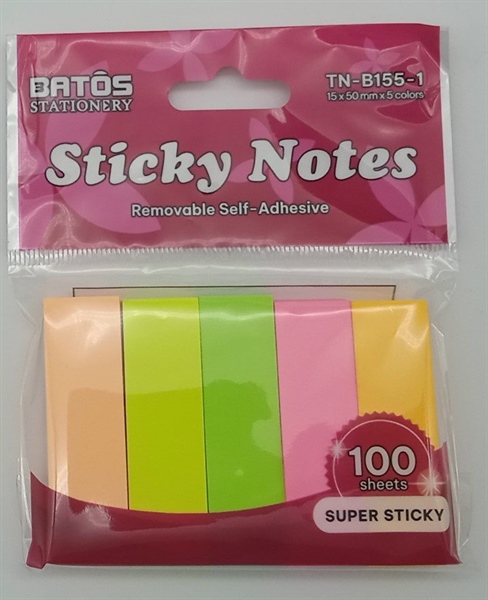 BATÔS
STATIONERY
TN-B155-1
15 x 50 mm x 5 colors
Sticky Notes
Removable Self-Adhesive
100
sheets
SUPER STICKY